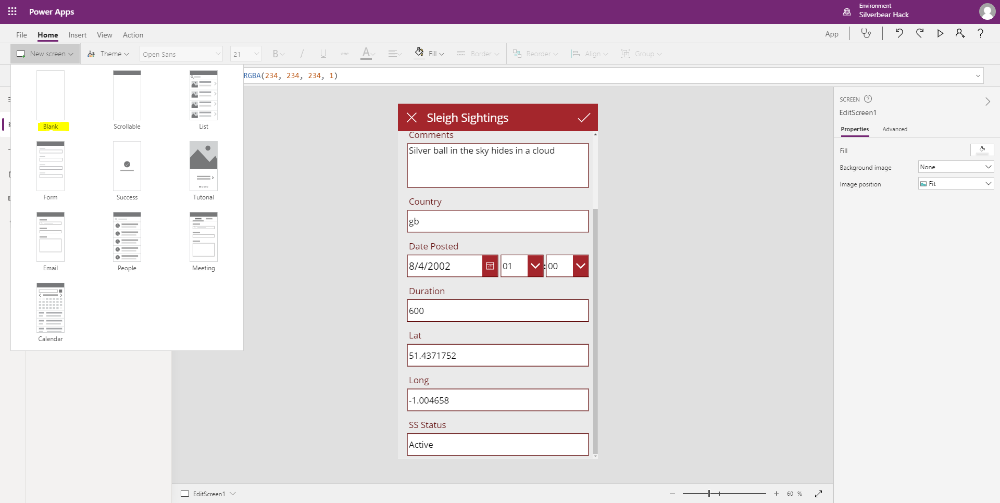 Power Apps
Environment
Silverbear Hack
File Home Insert View Action
App
New screen Theme Open Sans 21 B / U abc A Fill Border Reorder Align Group
RGBA(234, 234, 234, 1)
Blank Scrollable List
Form Success Tutorial
Email People Meeting
Calendar
Sleigh Sightings
Comments
Silver ball in the sky hides in a cloud
Country
gb
Date Posted
8/4/2002 01 : 00
Duration
600
Lat
51.4371752
Long
-1.004658
SS Status
Active
SCREEN ?
EditScreen1
Properties Advanced
Fill
Background image None
Image position Fit
EditScreen1
60 %